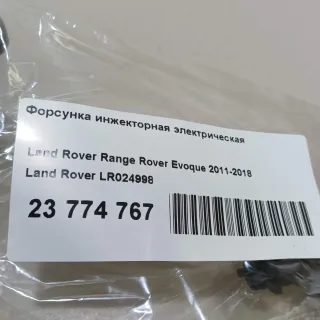 Форсунка инжекторная электрическая
Land Rover Range Rover Evoque 2011-2018
Land Rover LR024998
23 774 767